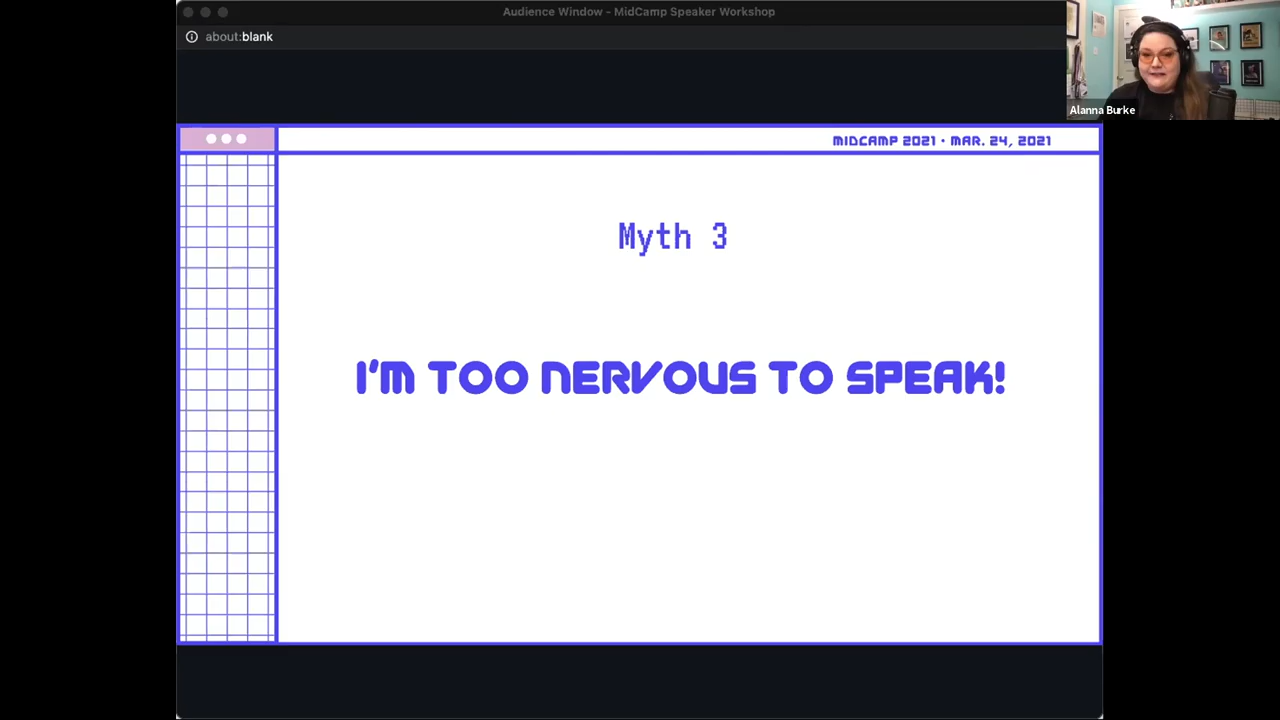 Audience Window - MidCamp Speaker Workshop
about:blank
Alanna Burke
MIDCAMP 2021 • MAR. 24, 2021
Myth 3
I'M TOO NERVOUS TO SPEAK!